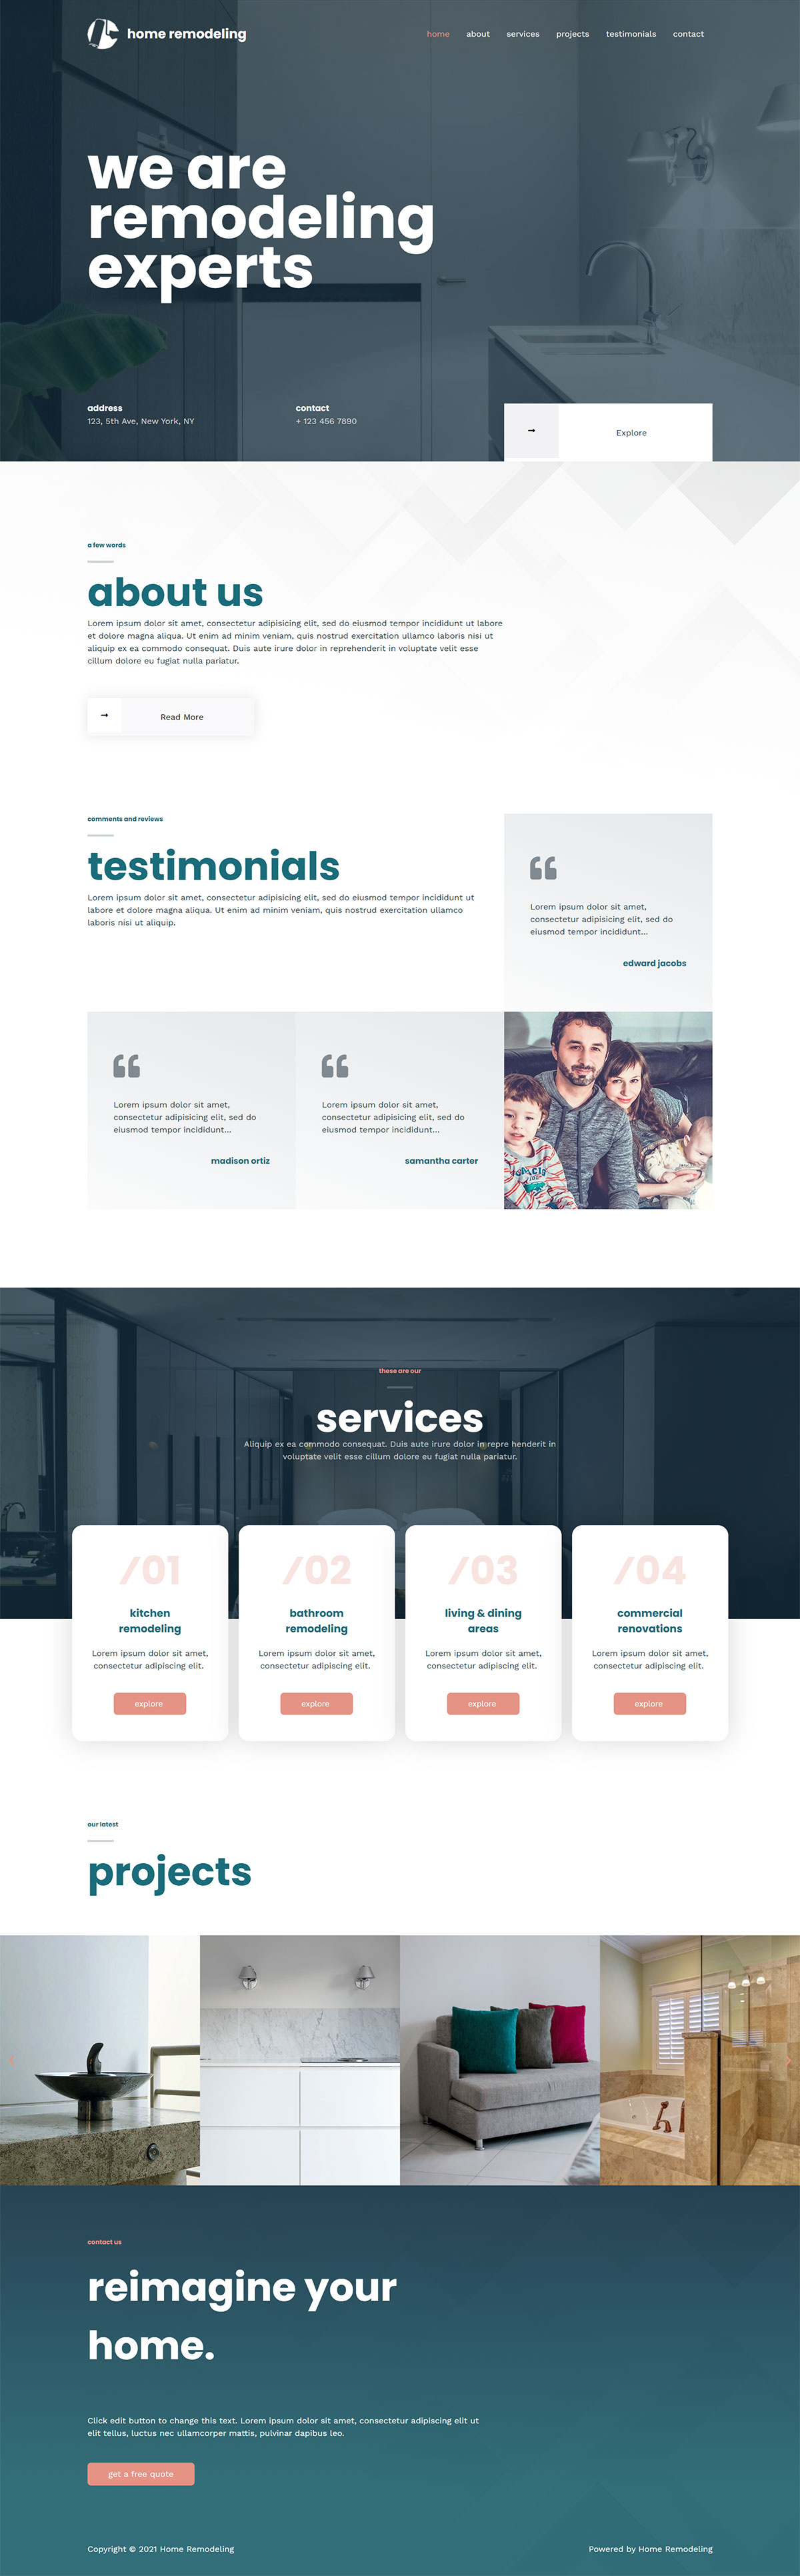 home remodeling
home about services projects testimonials contact
we are
remodeling
experts
address
123, 5th Ave, New York, NY
contact
+ 123 456 7890
Explore
a few words
about us
Lorem ipsum dolor sit amet, consectetur adipisicing elit, sed do eiusmod tempor incididunt ut labore
et dolore magna aliqua. Ut enim ad minim veniam, quis nostrud exercitation ullamco laboris nisi ut
aliquip ex ea commodo consequat. Duis aute irure dolor in reprehenderit in voluptate velit esse
cillum dolore eu fugiat nulla pariatur.
Read More
comments and reviews
testimonials
Lorem ipsum dolor sit amet, consectetur adipisicing elit, sed do eiusmod tempor incididunt ut
labore et dolore magna aliqua. Ut enim ad minim veniam, quis nostrud exercitation ullamco
laboris nisi ut aliquip.
Lorem ipsum dolor sit amet,
consectetur adipisicing elit, sed do
eiusmod tempor incididunt...
edward jacobs
Lorem ipsum dolor sit amet,
consectetur adipisicing elit, sed do
eiusmod tempor incididunt...
madison ortiz
Lorem ipsum dolor sit amet,
consectetur adipisicing elit, sed do
eiusmod tempor incididunt...
samantha carter
these are our
services
Aliquip ex ea commodo consequat. Duis aute irure dolor in repre henderit in
voluptate velit esse cillum dolore eu fugiat nulla pariatur.
/01
kitchen
remodeling
Lorem ipsum dolor sit amet,
consectetur adipiscing elit.
explore
/02
bathroom
remodeling
Lorem ipsum dolor sit amet,
consectetur adipiscing elit.
explore
/03
living & dining
areas
Lorem ipsum dolor sit amet,
consectetur adipiscing elit.
explore
/04
commercial
renovations
Lorem ipsum dolor sit amet,
consectetur adipiscing elit.
explore
our latest
projects
contact us
reimagine your
home.
Click edit button to change this text. Lorem ipsum dolor sit amet, consectetur adipiscing elit ut
elit tellus, luctus nec ullamcorper mattis, pulvinar dapibus leo.
get a free quote
Copyright © 2021 Home Remodeling
Powered by Home Remodeling